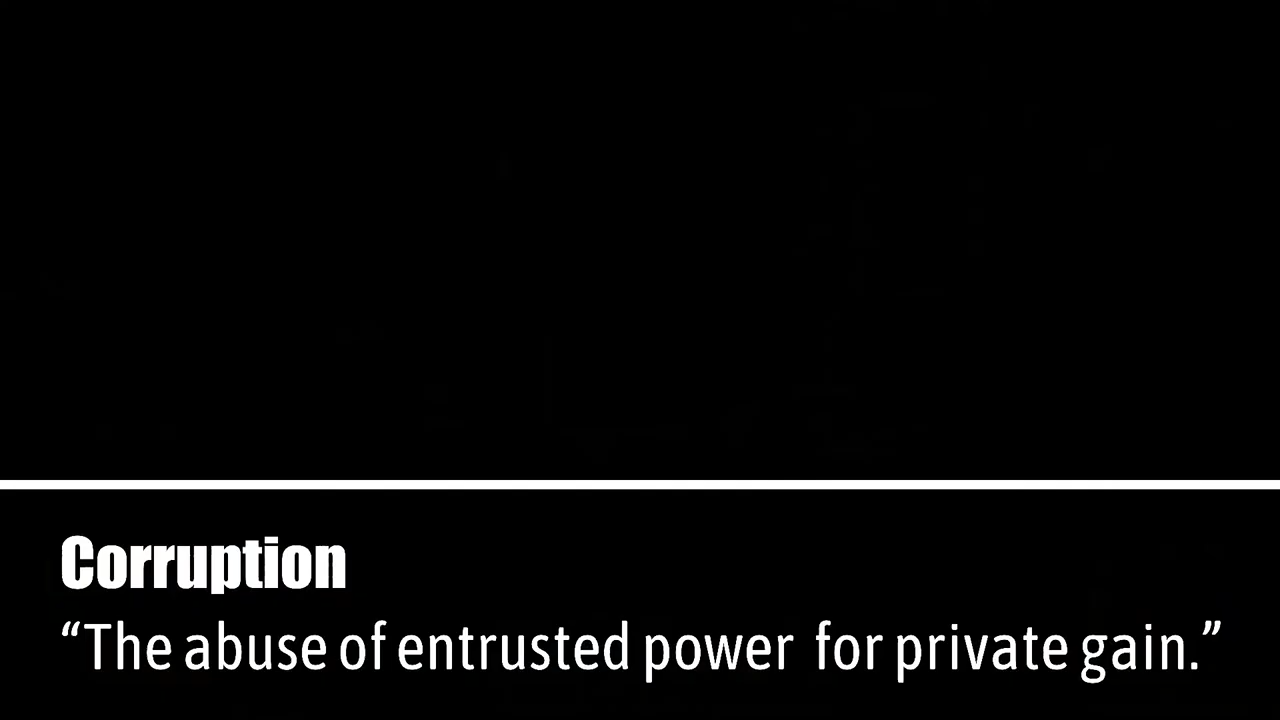 Corruption
“The abuse of entrusted power for private gain.”